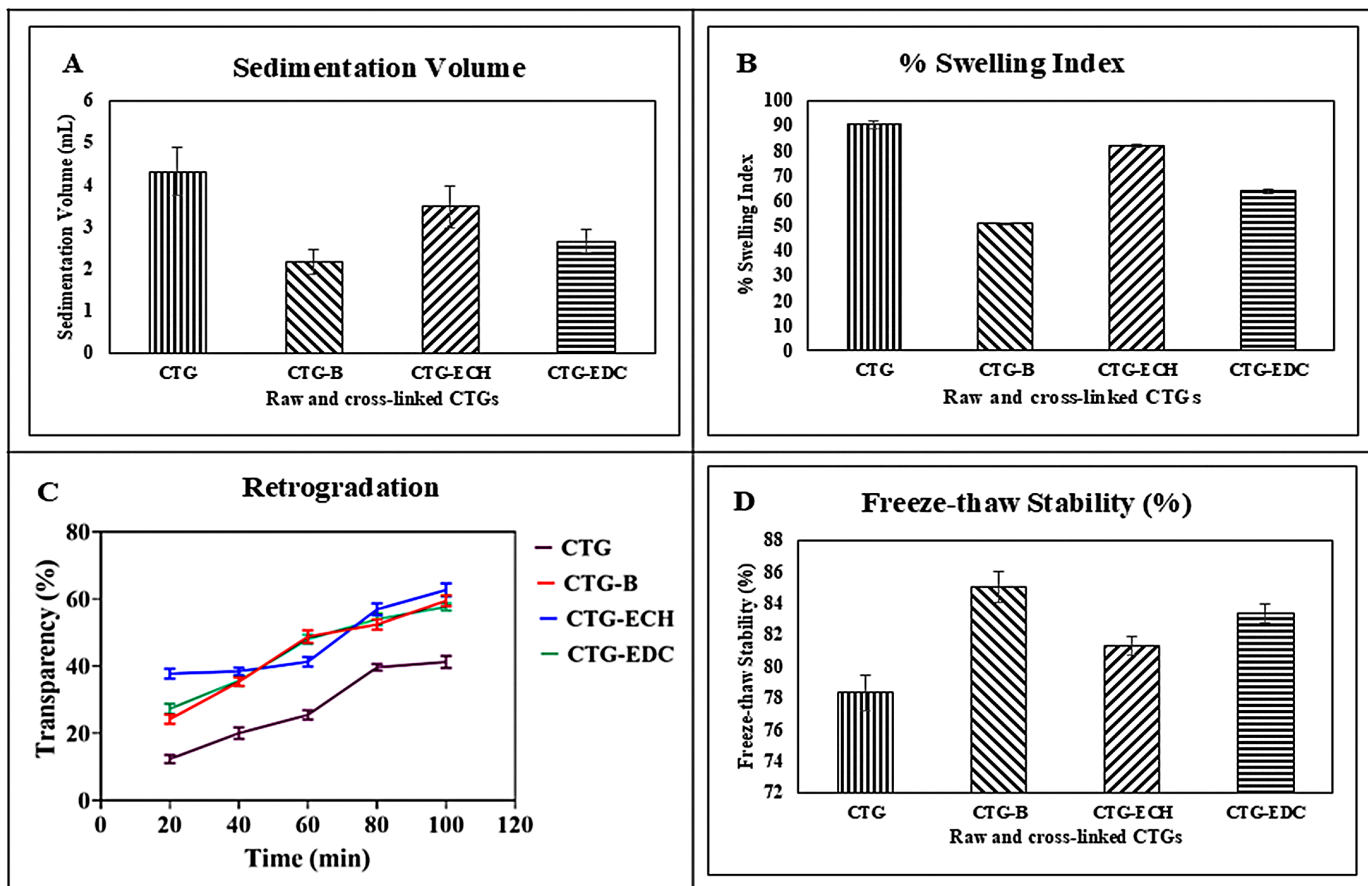 A
Sedimentation Volume
Sedimentation Volume (mL)
6
5
4
3
2
1
0
CTG
CTG-B
CTG-ECH
CTG-EDC
Raw and cross-linked CTGs
B
% Swelling Index
% Swelling Index
100
90
80
70
60
50
40
30
20
10
0
CTG
CTG-B
CTG-ECH
CTG-EDC
Raw and cross-linked CTGs
C
Retrogradation
Transparency (%)
80
60
40
20
0
0
20
40
60
80
100
120
Time (min)
CTG
CTG-B
CTG-ECH
CTG-EDC
D
Freeze-thaw Stability (%)
Freeze-thaw Stability (%)
88
86
84
82
80
78
76
74
72
CTG
CTG-B
CTG-ECH
CTG-EDC
Raw and cross-linked CTGs